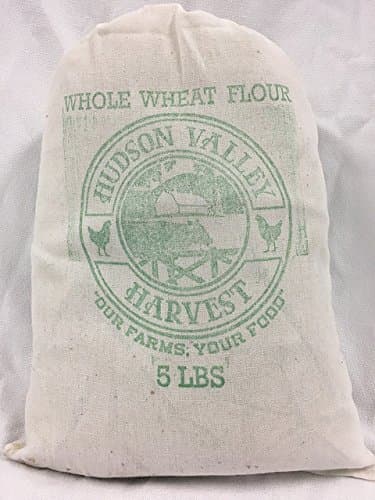 WHOLE WHEAT FLOUR
HUDSON VALLEY
HARVEST
"OUR FARMS, YOUR FOOD"
5 LBS